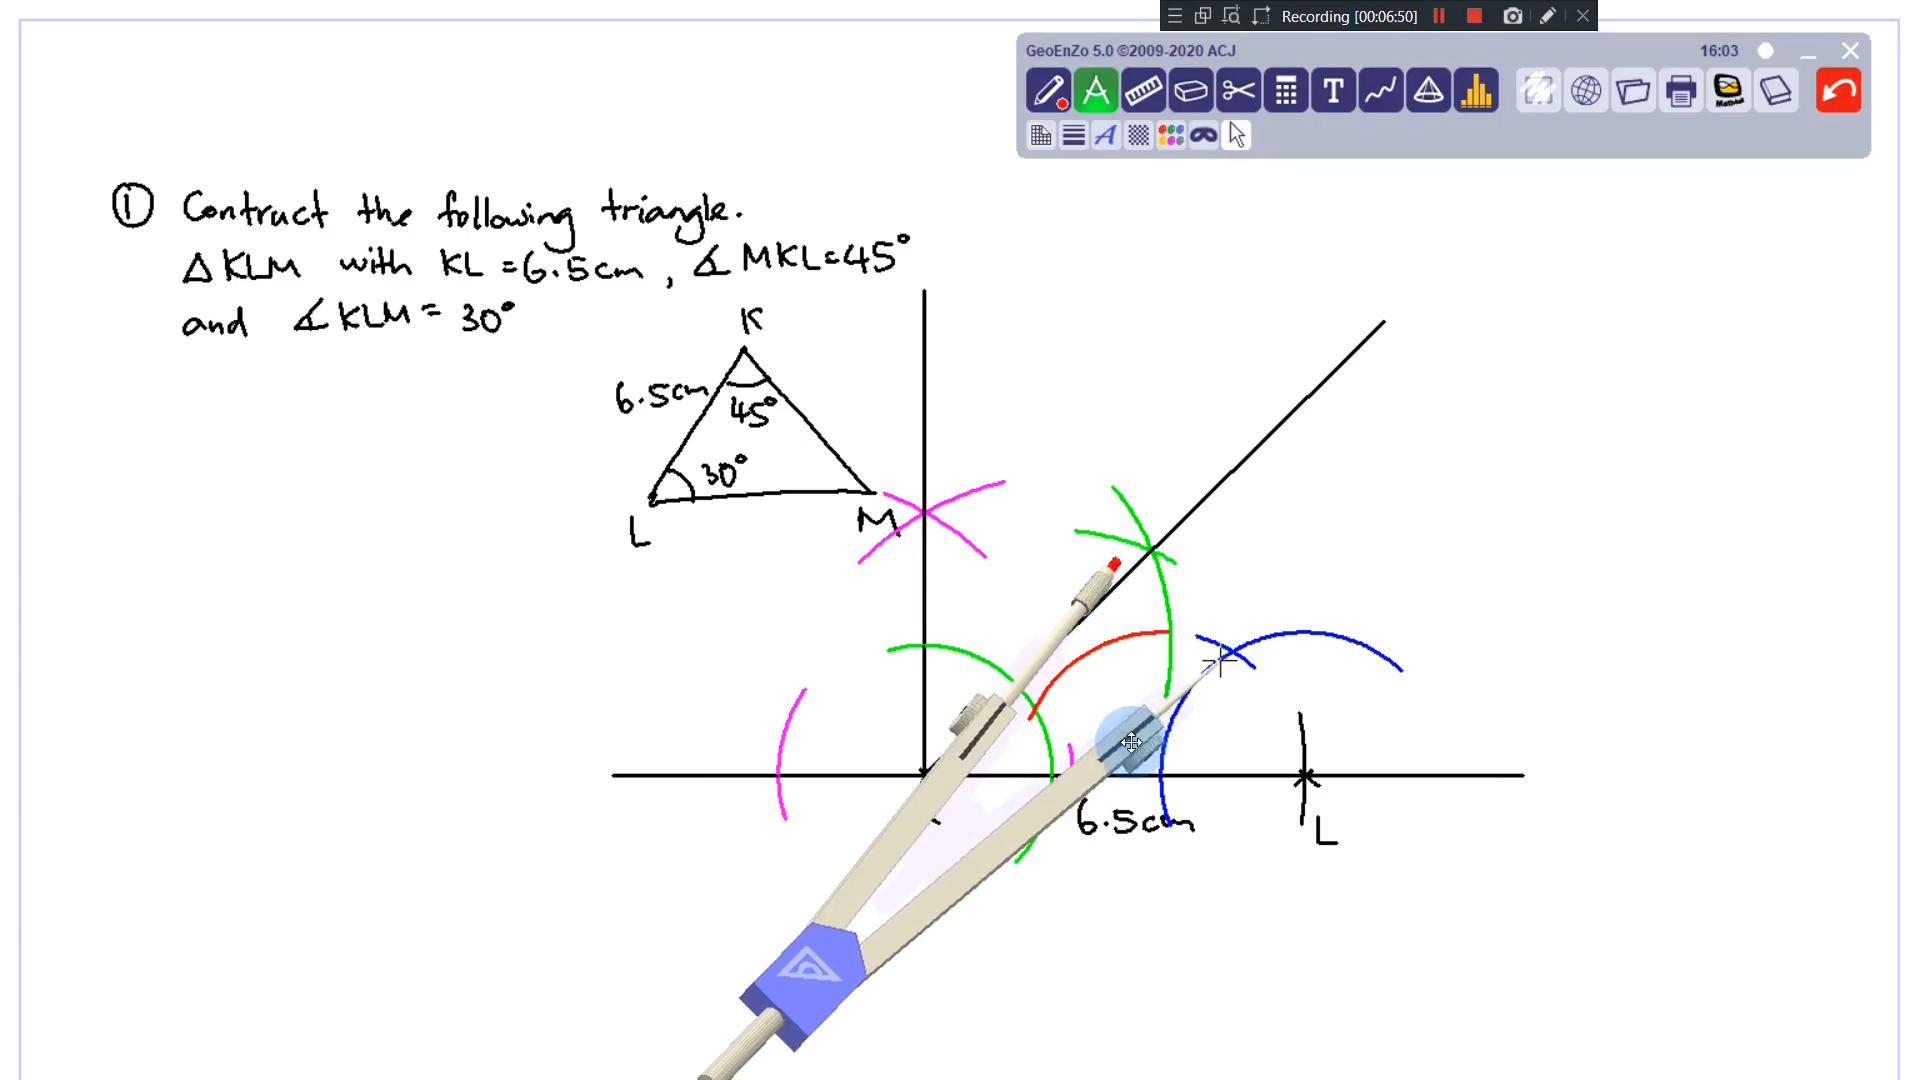 Recording [00:06:50]
GeoEnZo 5.0 ©2009-2020 ACJ 16:03
T
A
① Contruct the following triangle.
△KLM with KL = 6.5cm, ∡MKL=45°
and ∡KLM= 30°
K
6.5cm
45°
30°
L
M
6.5cm
L